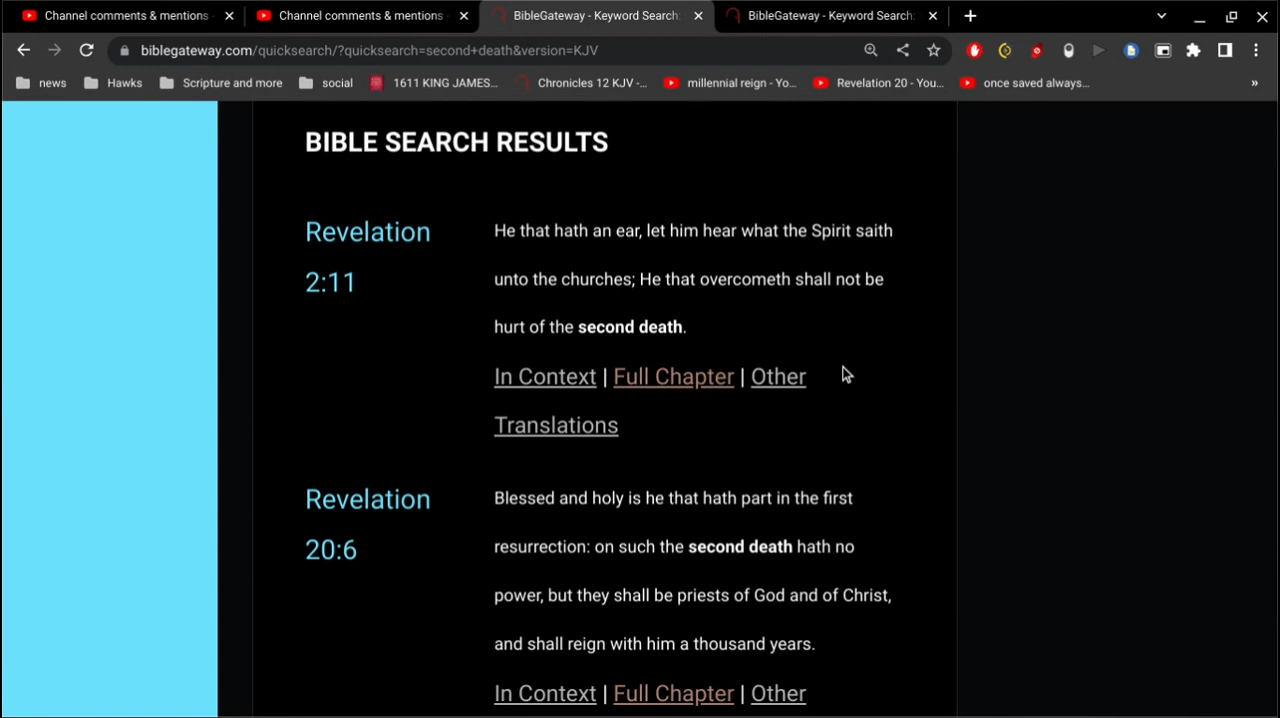 Channel comments & mentions
Channel comments & mentions
BibleGateway - Keyword Search:
BibleGateway - Keyword Search:
biblegateway.com/quicksearch/?quicksearch=second+death&version=KJV
news
Hawks
Scripture and more
social
1611 KING JAMES...
Chronicles 12 KJV -...
millennial reign - Yo...
Revelation 20 - You...
once saved always...
»
BIBLE SEARCH RESULTS
Revelation
2:11
He that hath an ear, let him hear what the Spirit saith
unto the churches; He that overcometh shall not be
hurt of the second death.
In Context | Full Chapter | Other
Translations
Revelation
20:6
Blessed and holy is he that hath part in the first
resurrection: on such the second death hath no
power, but they shall be priests of God and of Christ,
and shall reign with him a thousand years.
In Context | Full Chapter | Other